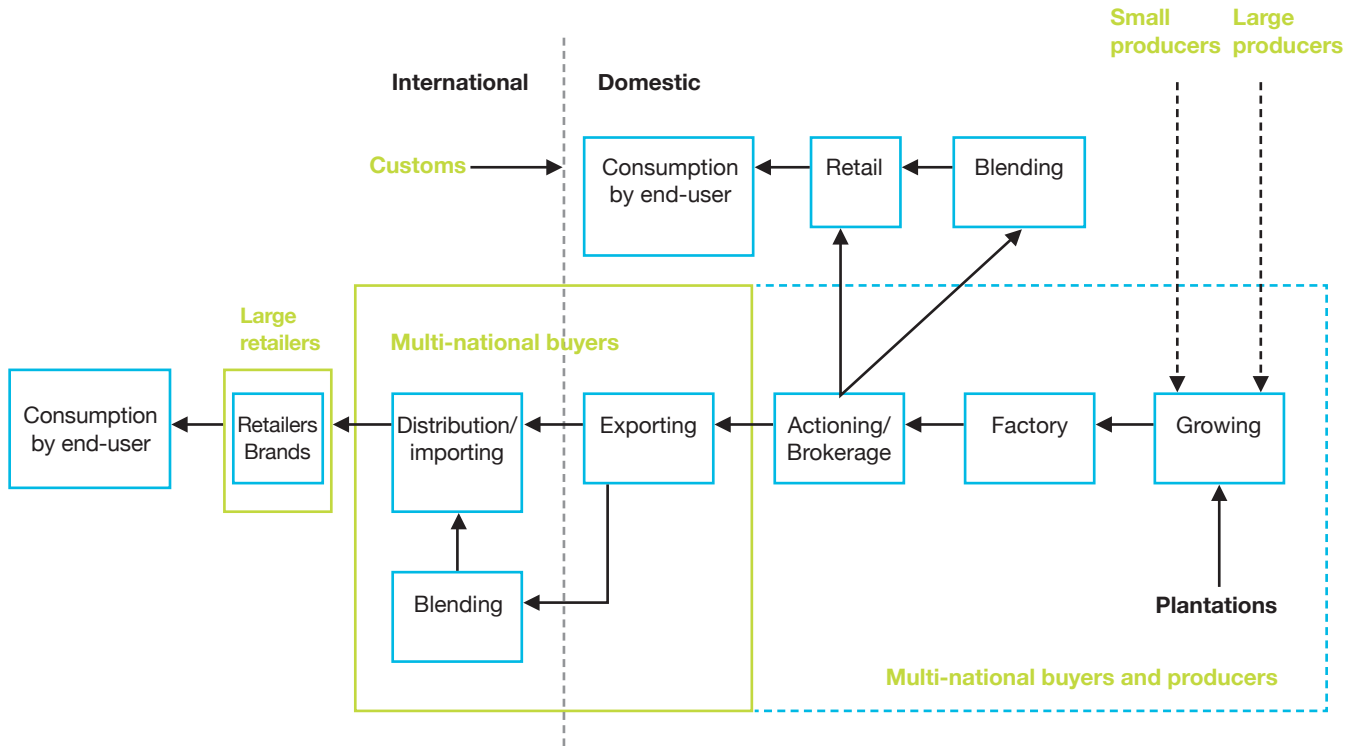 Small
producers
Large
producers
International
Domestic
Customs
Consumption
by end-user
Retail
Blending
Large
retailers
Multi-national buyers
Consumption
by end-user
Retailers
Brands
Distribution/
importing
Exporting
Actioning/
Brokerage
Factory
Growing
Blending
Plantations
Multi-national buyers and producers